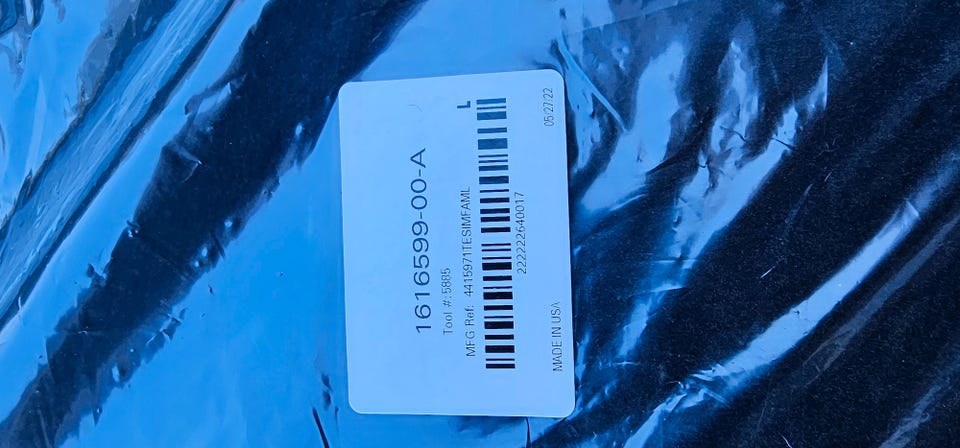 1616599-00-A
Tool #: 5885
MFG Ref: 4415971TESIMFAML
L
222222640017
MADE IN USA
05/27/22